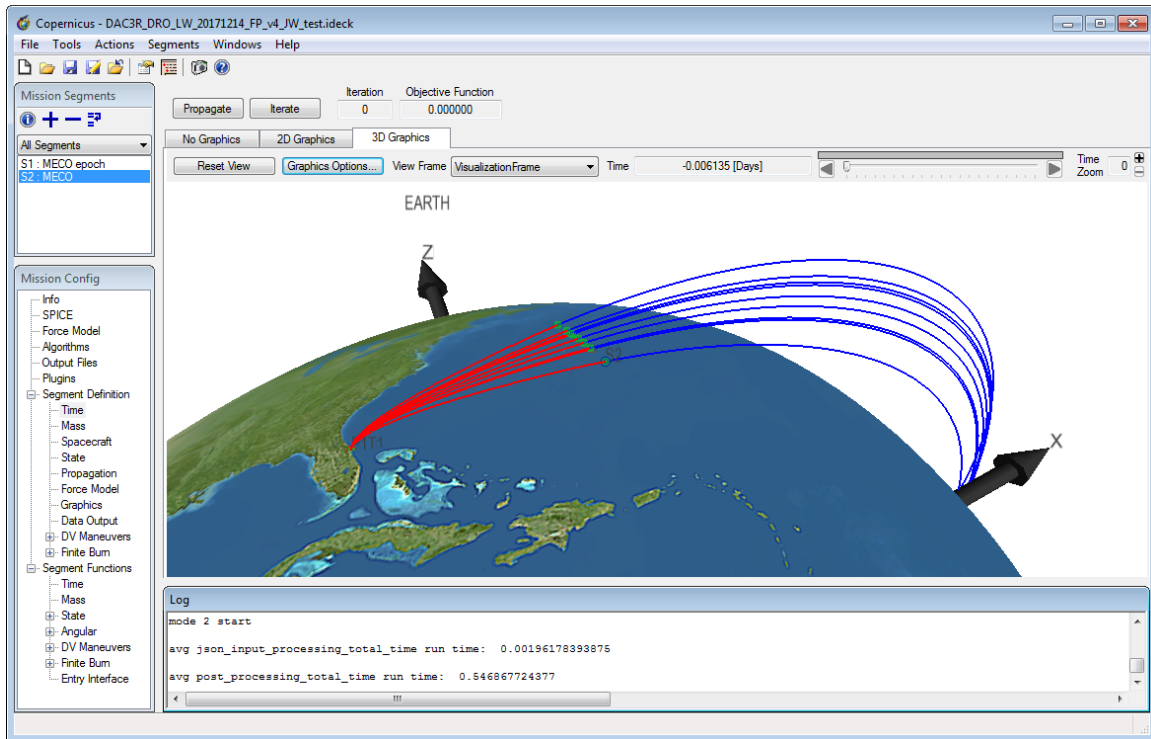 Copernicus - DAC3R_DRO_LW_20171214_FP_v4_JW_test.ideck
File Tools Actions Segments Windows Help
Mission Segments
All Segments
S1 : MECO epoch
S2 : MECO
Mission Config
Info
SPICE
Force Model
Algorithms
Output Files
Plugins
Segment Definition
Time
Mass
Spacecraft
State
Propagation
Force Model
Graphics
Data Output
DV Maneuvers
Finite Burn
Segment Functions
Time
Mass
State
Angular
DV Maneuvers
Finite Burn
Entry Interface
Iteration Objective Function
Propagate Iterate 0 0.000000
No Graphics 2D Graphics 3D Graphics
Reset View Graphics Options... View Frame VisualizationFrame Time -0.006135 [Days] Time Zoom 0
EARTH
Z
S2
X
Log
mode 2 start
avg json_input_processing_total_time run time: 0.00196178393875
avg post_processing_total_time run time: 0.546867724377